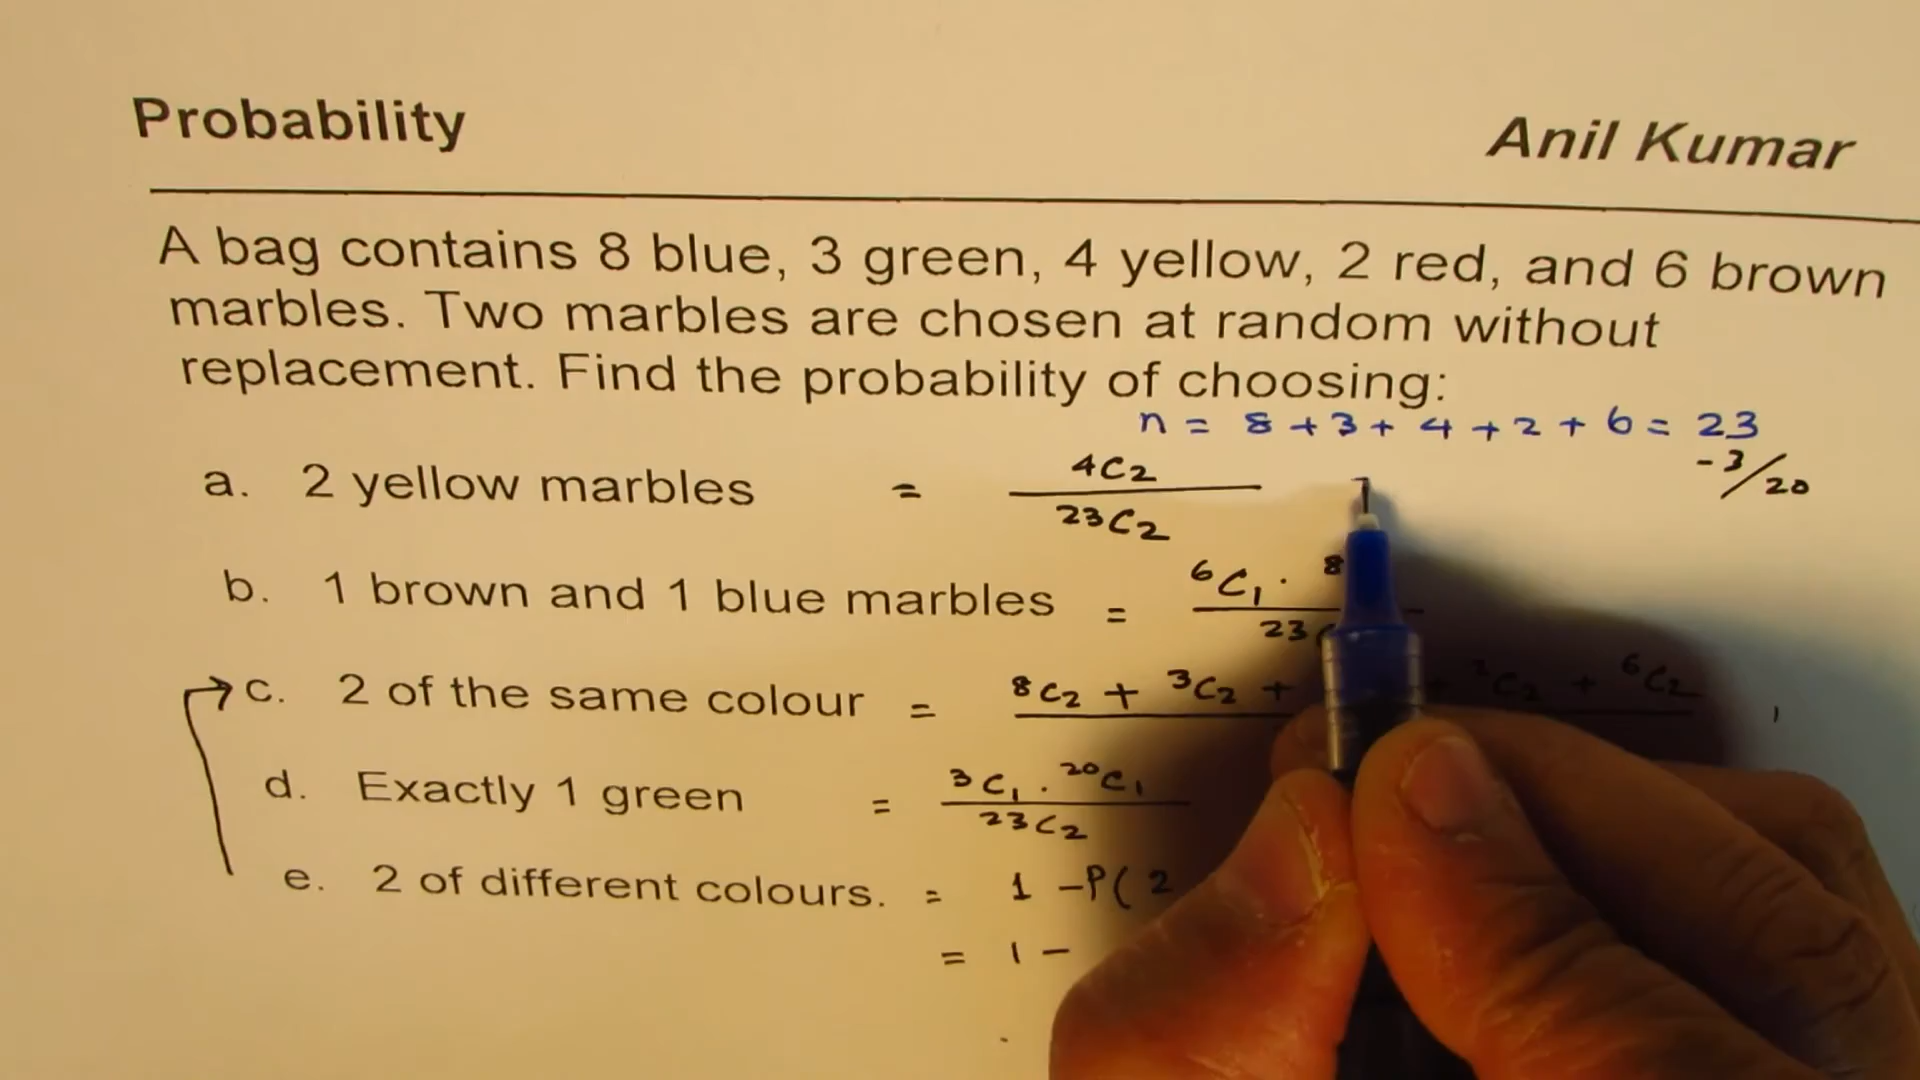 Probability
Anil Kumar
A bag contains 8 blue, 3 green, 4 yellow, 2 red, and 6 brown
marbles. Two marbles are chosen at random without
replacement. Find the probability of choosing:
n = 8 + 3 + 4 + 2 + 6 = 23
-3/20
a. 2 yellow marbles = 4C2
23C2
b. 1 brown and 1 blue marbles = 6C1 · 8
23
c. 2 of the same colour = 8C2 + 3C2 + + 2C2 + 6C2
d. Exactly 1 green = 3C1 · 20C1
23C2
e. 2 of different colours. = 1 - P( 2
= 1 -